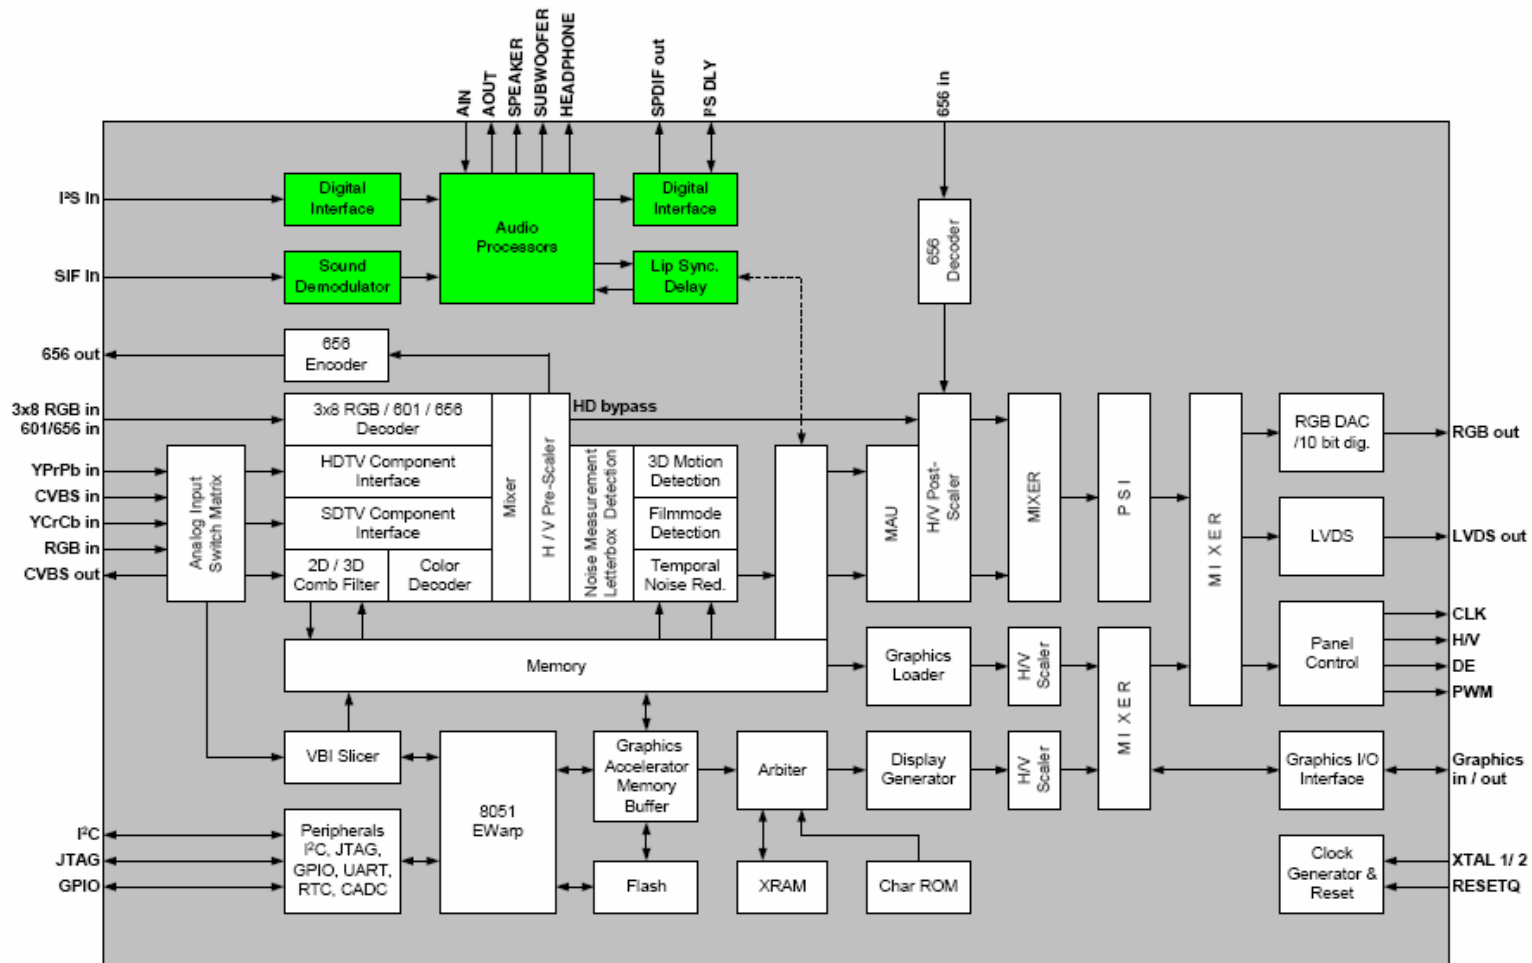 AIN
AOUT
SPEAKER
SUBWOOFER
HEADPHONE
SPDIF out
I²S DLY
656 in
I²S In
Digital
Interface
Audio
Processors
Digital
Interface
SIF In
Sound
Demodulator
Lip Sync.
Delay
656
Decoder
656 out
656
Encoder
3x8 RGB in
601/656 in
3x8 RGB / 601 / 656
Decoder
HD bypass
YPrPb in
CVBS in
YCrCb in
RGB in
CVBS out
Analog Input
Switch Matrix
HDTV Component
Interface
SDTV Component
Interface
2D / 3D
Comb Filter
Color
Decoder
Mixer
H / V Pre-Scaler
Noise Measurement
Letterbox Detection
3D Motion
Detection
Filmmode
Detection
Temporal
Noise Red.
MAU
H/V Post-
Scaler
MIXER
PSI
MIXER
RGB DAC
/10 bit dig.
RGB out
LVDS
LVDS out
Memory
Graphics
Loader
H/V
Scaler
MIXER
Panel
Control
CLK
H/V
DE
PWM
VBI Slicer
8051
EWarp
Graphics
Accelerator
Memory
Buffer
Arbiter
Display
Generator
H/V
Scaler
Graphics I/O
Interface
Graphics
in / out
I²C
JTAG
GPIO
Peripherals
I²C, JTAG,
GPIO, UART,
RTC, CADC
Flash
XRAM
Char ROM
Clock
Generator &
Reset
XTAL 1/ 2
RESETQ